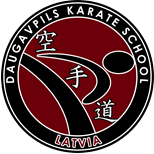 DAUGAVPILS KARATE SCHOOL
空
手
道
LATVIA